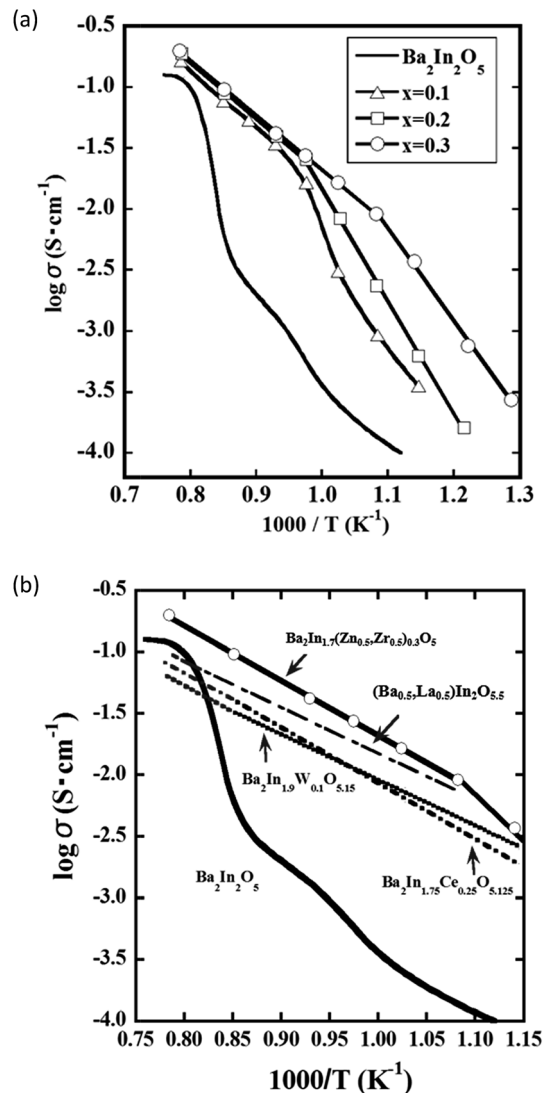 (a)
-0.5
-1.0
-1.5
-2.0
-2.5
-3.0
-3.5
-4.0
log σ (S・cm⁻¹)
Ba₂In₂O₅
x=0.1
x=0.2
x=0.3
0.7 0.8 0.9 1.0 1.1 1.2 1.3
1000 / T (K⁻¹)
(b)
-0.5
-1.0
-1.5
-2.0
-2.5
-3.0
-3.5
-4.0
log σ (S・cm⁻¹)
Ba₂In₁.₇(Zn₀.₅,Zr₀.₅)₀.₃O₅
(Ba₀.₅,La₀.₅)In₂O₅.₅
Ba₂In₁.₉W₀.₁O₅.₁₅
Ba₂In₂O₅
Ba₂In₁.₇₅Ce₀.₂₅O₅.₁₂₅
0.75 0.80 0.85 0.90 0.95 1.00 1.05 1.10 1.15
1000/T (K⁻¹)